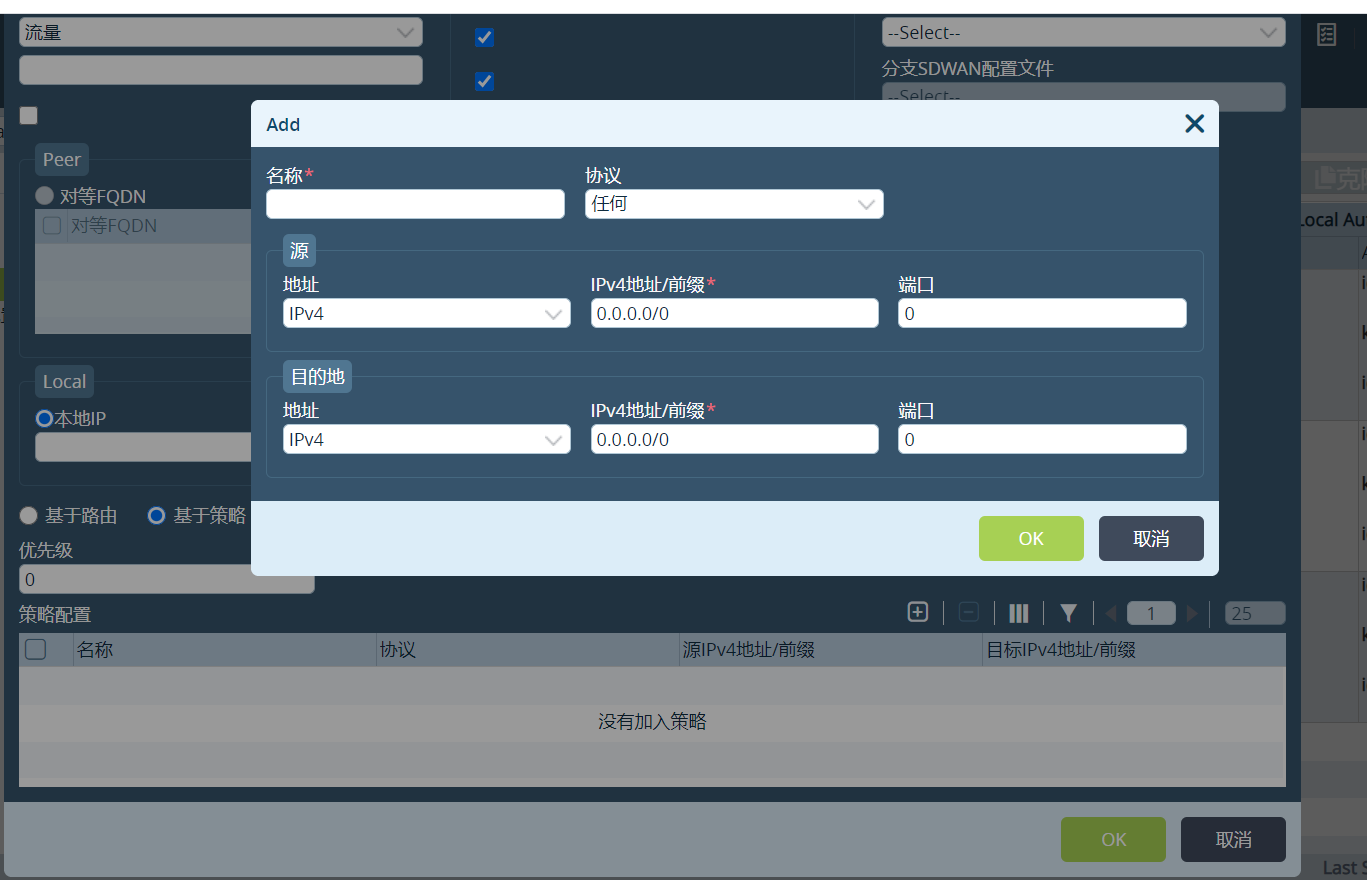 流量
--Select--
分支SDWAN配置文件
--Select--
Add
Peer
对等FQDN
对等FQDN
名称*
协议
任何
源
地址
IPv4地址/前缀*
端口
IPv4
0.0.0.0/0
0
目的地
地址
IPv4地址/前缀*
端口
IPv4
0.0.0.0/0
0
Local
本地IP
基于路由
基于策略
OK
取消
优先级
0
策略配置
1
25
名称
协议
源IPv4地址/前缀
目标IPv4地址/前缀
没有加入策略
OK
取消
Local Au
Last S